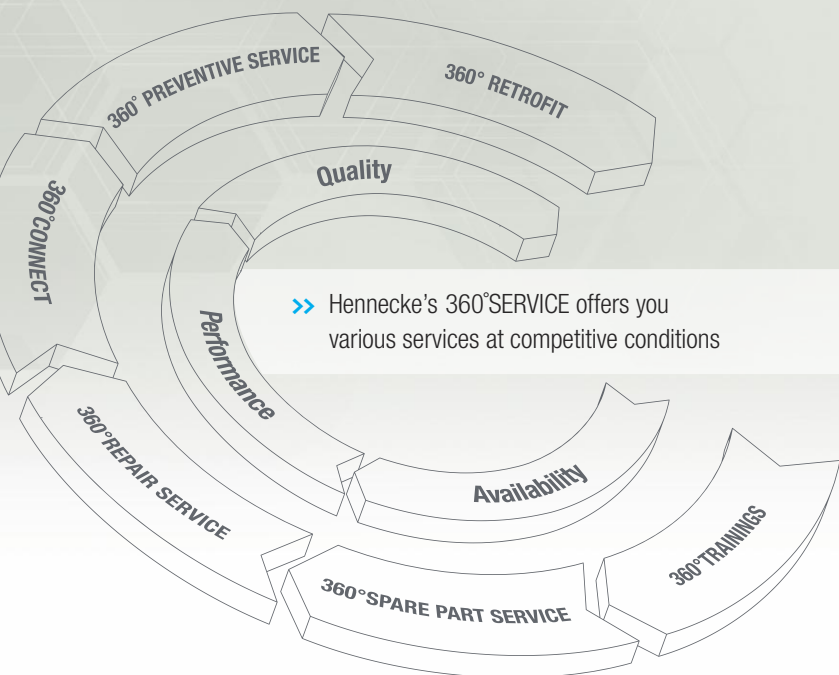 360° PREVENTIVE SERVICE
360° RETROFIT
Quality
360°CONNECT
>> Hennecke's 360°SERVICE offers you
various services at competitive conditions
Performance
360°REPAIR SERVICE
Availability
360°TRAININGS
360°SPARE PART SERVICE